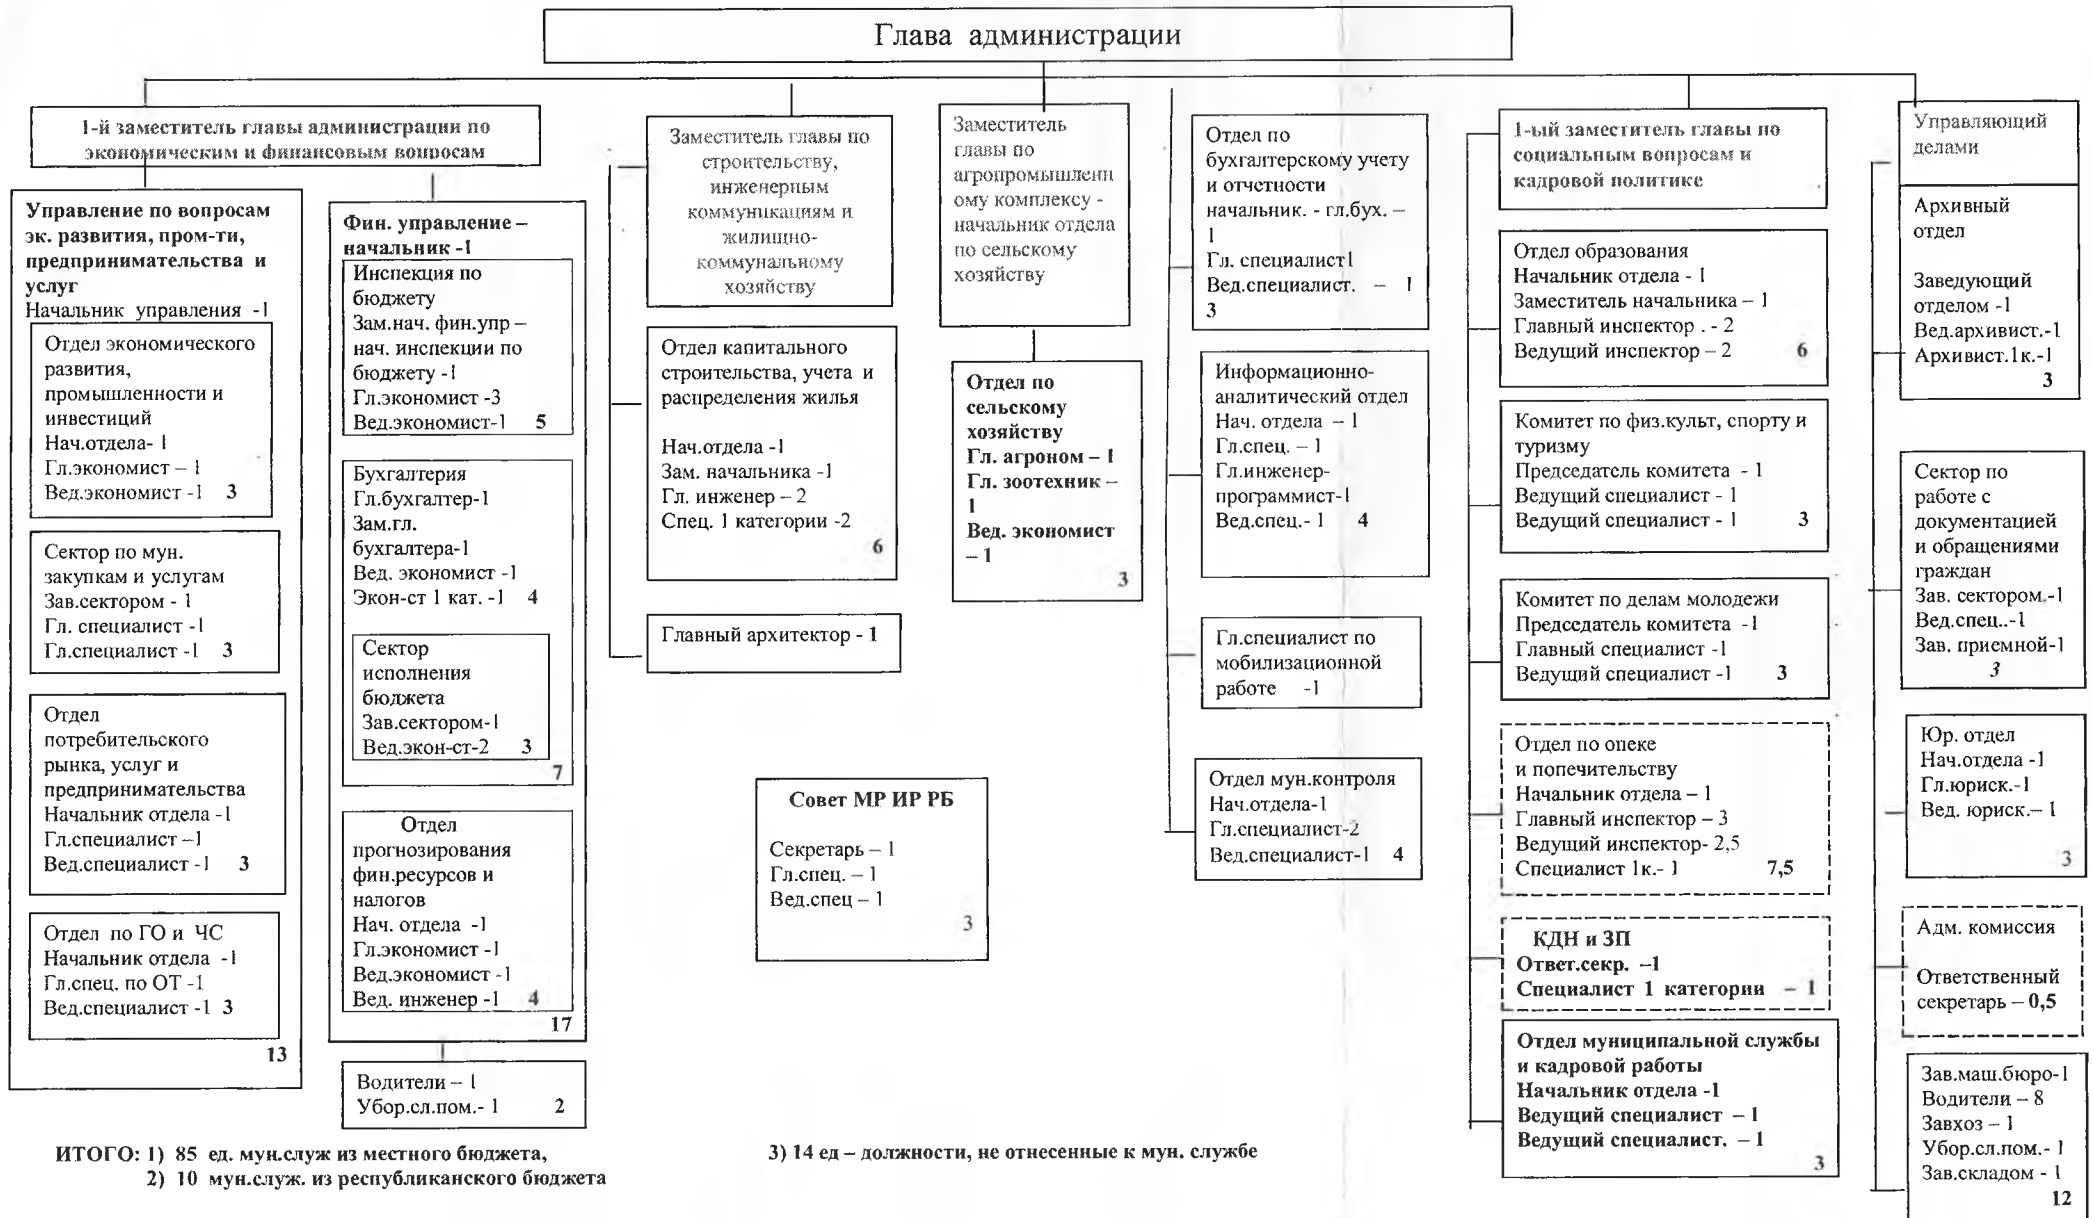 Глава администрации
1-й заместитель главы администрации по
экономическим и финансовым вопросам
Управление по вопросам
эк. развития, пром-ти,
предпринимательства и
услуг
Начальник управления -1
Отдел экономического
развития,
промышленности и
инвестиций
Нач.отдела- 1
Гл.экономист – 1
Вед.экономист -1 3
Сектор по мун.
закупкам и услугам
Зав.сектором - 1
Гл. специалист -1
Гл.специалист -1 3
Отдел
потребительского
рынка, услуг и
предпринимательства
Начальник отдела -1
Гл.специалист –1
Вед.специалист -1 3
Отдел по ГО и ЧС
Начальник отдела -1
Гл.спец. по ОТ -1
Вед.специалист -1 3
13
Фин. управление –
начальник -1
Инспекция по
бюджету
Зам.нач. фин.упр –
нач. инспекции по
бюджету -1
Гл.экономист -3
Вед.экономист-1 5
Бухгалтерия
Гл.бухгалтер-1
Зам.гл.
бухгалтера-1
Вед. экономист -1
Экон-ст 1 кат. -1 4
Сектор
исполнения
бюджета
Зав.сектором-1
Вед.экон-ст-2 3
7
Отдел
прогнозирования
фин.ресурсов и
налогов
Нач. отдела -1
Гл.экономист -1
Вед.экономист -1
Вед. инженер -1 4
17
Водители – 1
Убор.сл.пом.- 1 2
Заместитель главы по
строительству,
инженерным
коммуникациям и
жилищно-
коммунальному
хозяйству
Отдел капитального
строительства, учета и
распределения жилья
Нач.отдела -1
Зам. начальника -1
Гл. инженер – 2
Спец. 1 категории -2
6
Главный архитектор - 1
Заместитель
главы по
агропромышленн
ому комплексу -
начальник отдела
по сельскому
хозяйству
Отдел по
сельскому
хозяйству
Гл. агроном – 1
Гл. зоотехник –
1
Вед. экономист
– 1
3
Совет МР ИР РБ
Секретарь – 1
Гл.спец. – 1
Вед.спец – 1
3
Отдел по
бухгалтерскому учету
и отчетности
начальник. - гл.бух. –
1
Гл. специалист1
Вед.специалист. – 1
3
Информационно-
аналитический отдел
Нач. отдела – 1
Гл.спец. – 1
Гл.инженер-
программист-1
Вед.спец.- 1 4
Гл.специалист по
мобилизационной
работе -1
Отдел мун.контроля
Нач.отдела-1
Гл.специалист-2
Вед.специалист-1 4
1-ый заместитель главы по
социальным вопросам и
кадровой политике
Отдел образования
Начальник отдела - 1
Заместитель начальника – 1
Главный инспектор . - 2
Ведущий инспектор – 2 6
Комитет по физ.культ, спорту и
туризму
Председатель комитета - 1
Ведущий специалист - 1
Ведущий специалист - 1 3
Комитет по делам молодежи
Председатель комитета -1
Главный специалист -1
Ведущий специалист -1 3
Отдел по опеке
и попечительству
Начальник отдела – 1
Главный инспектор – 3
Ведущий инспектор- 2,5
Специалист 1к.- 1 7,5
КДН и ЗП
Ответ.секр. –1
Специалист 1 категории – 1
Отдел муниципальной службы
и кадровой работы
Начальник отдела -1
Ведущий специалист – 1
Ведущий специалист. – 1
3
Управляющий
делами
Архивный
отдел
Заведующий
отделом -1
Вед.архивист.-1
Архивист.1к.-1
3
Сектор по
работе с
документацией
и обращениями
граждан
Зав. сектором.-1
Вед.спец..-1
Зав. приемной-1
3
Юр. отдел
Нач.отдела -1
Гл.юриск.-1
Вед. юриск.– 1
3
Адм. комиссия
Ответственный
секретарь – 0,5
Зав.маш.бюро-1
Водители – 8
Завхоз – 1
Убор.сл.пом.- 1
Зав.складом - 1
12
ИТОГО: 1) 85 ед. мун.служ из местного бюджета,
2) 10 мун.служ. из республиканского бюджета
3) 14 ед – должности, не отнесенные к мун. службе